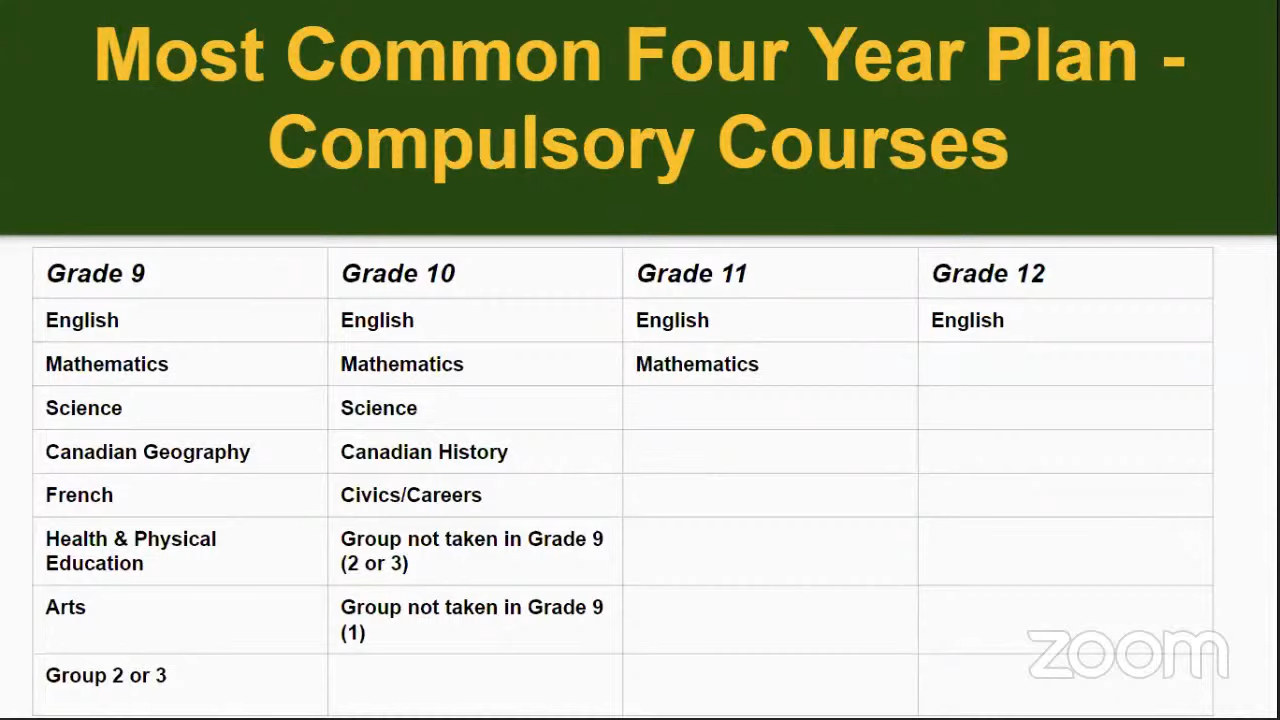 Most Common Four Year Plan -
Compulsory Courses
Grade 9 Grade 10 Grade 11 Grade 12
English English English English
Mathematics Mathematics Mathematics
Science Science
Canadian Geography Canadian History
French Civics/Careers
Health & Physical Education Group not taken in Grade 9 (2 or 3)
Arts Group not taken in Grade 9 (1)
Group 2 or 3
zoom